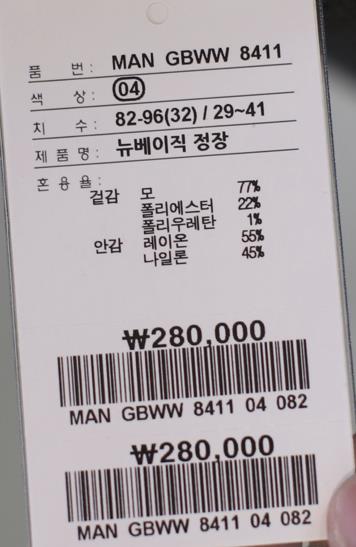 품 번 : MAN GBWW 8411
색 상 : 04
치 수 : 82-96(32) / 29~41
제 품 명 : 뉴베이직 정장
혼 용 율 :
겉감 모 77%
폴리에스터 22%
폴리우레탄 1%
안감 레이온 55%
나일론 45%
₩280,000
MAN GBWW 8411 04 082
₩280,000
MAN GBWW 8411 04 082